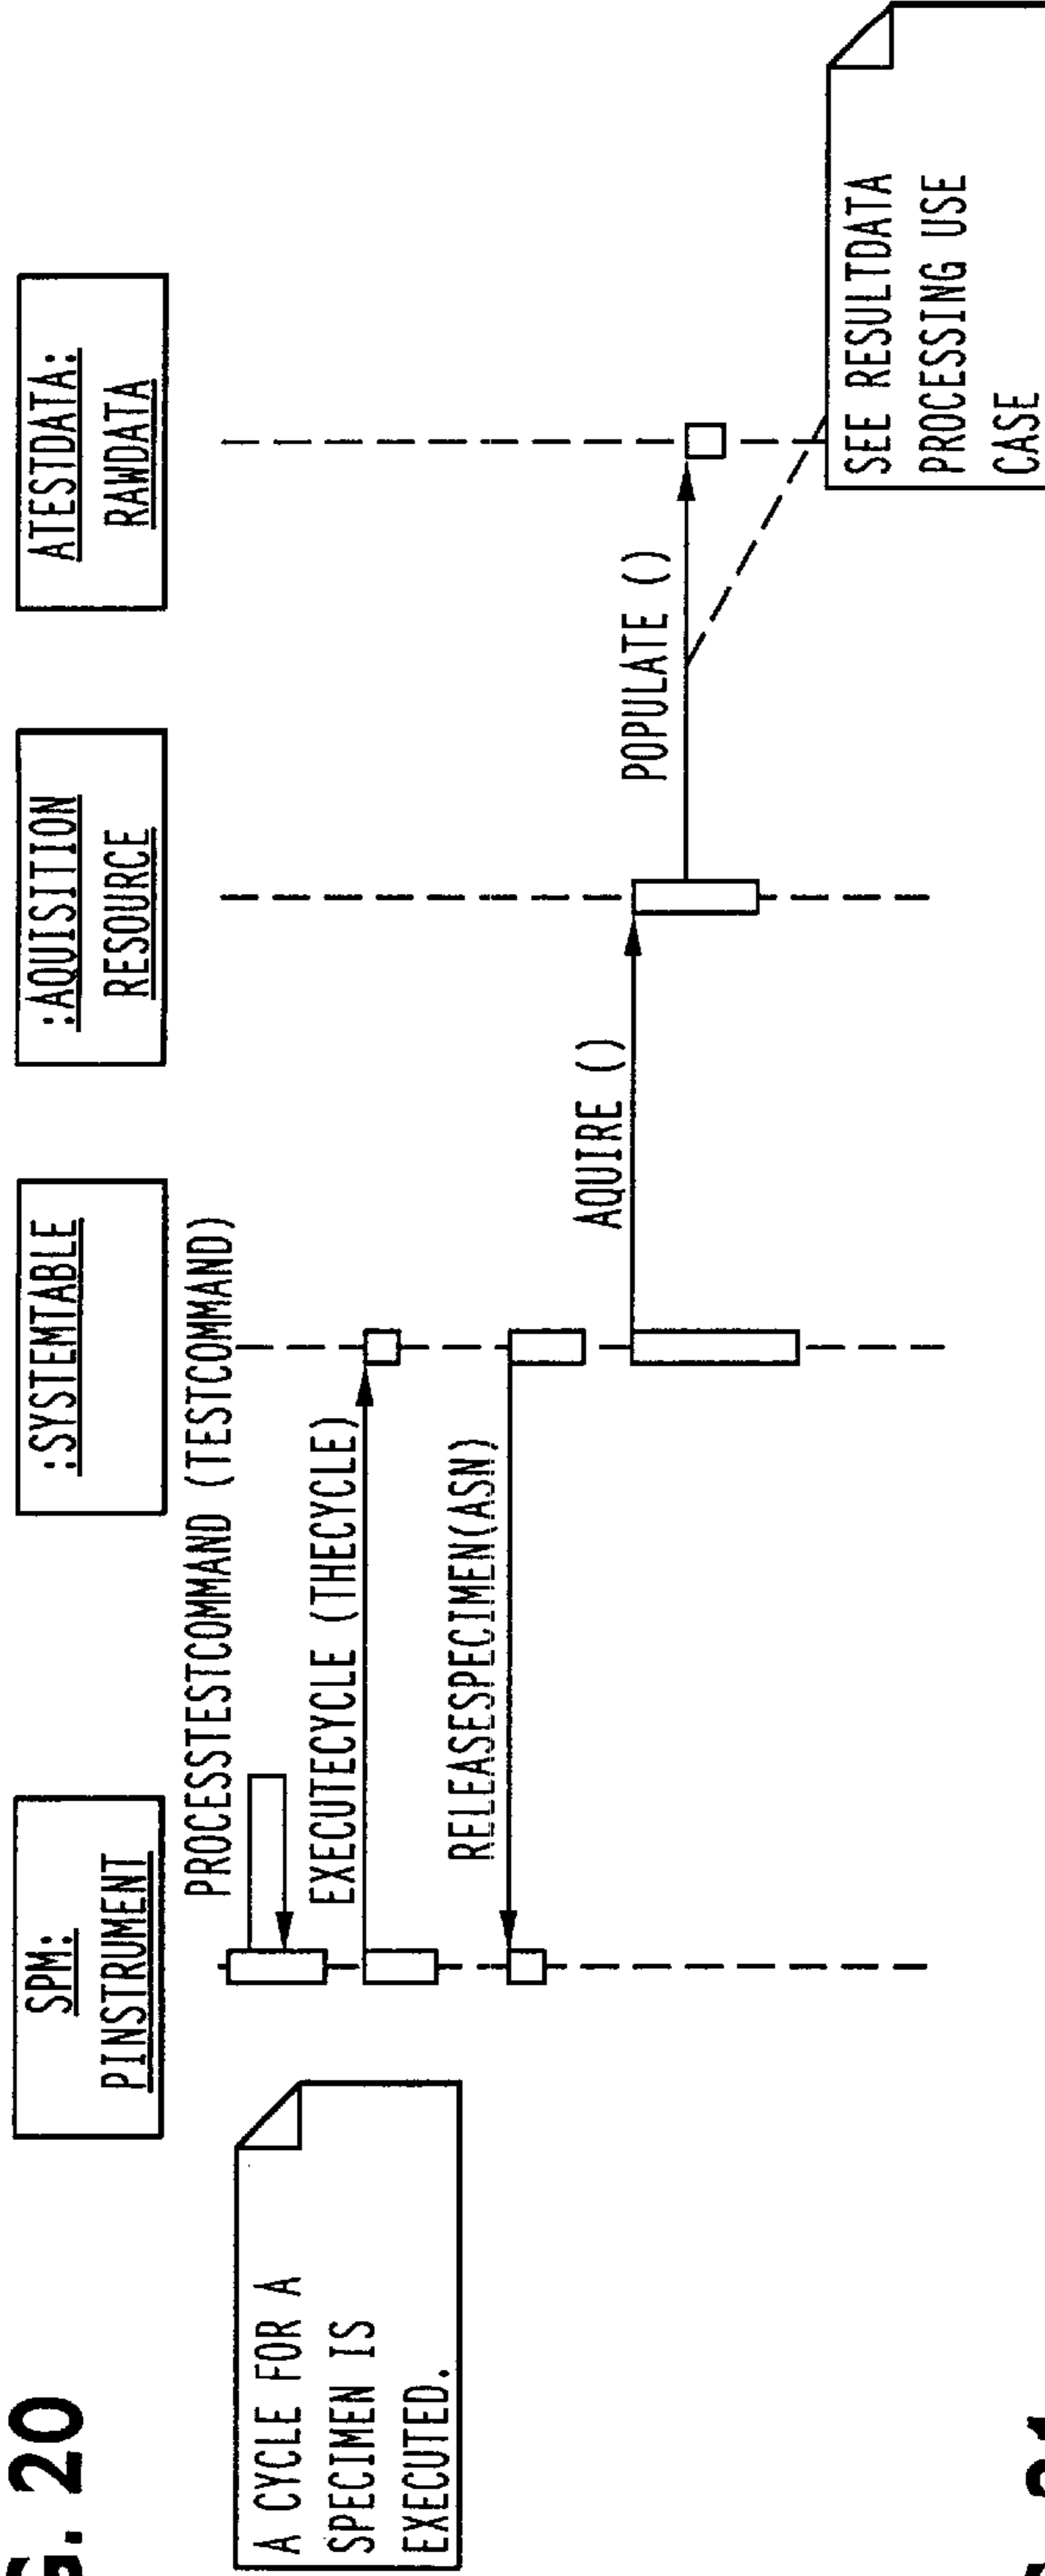 G. 20
SPM:
PINSTRUMENT
:SYSTEMTABLE
:AQUISITION
RESOURCE
ATESTDATA:
RAWDATA
A CYCLE FOR A
SPECIMEN IS
EXECUTED.
PROCESSTESTCOMMAND (TESTCOMMAND)
EXECUTECYCLE (THECYCLE)
RELEASESPECIMEN(ASN)
AQUIRE ()
POPULATE ()
SEE RESULTDATA
PROCESSING USE
CASE